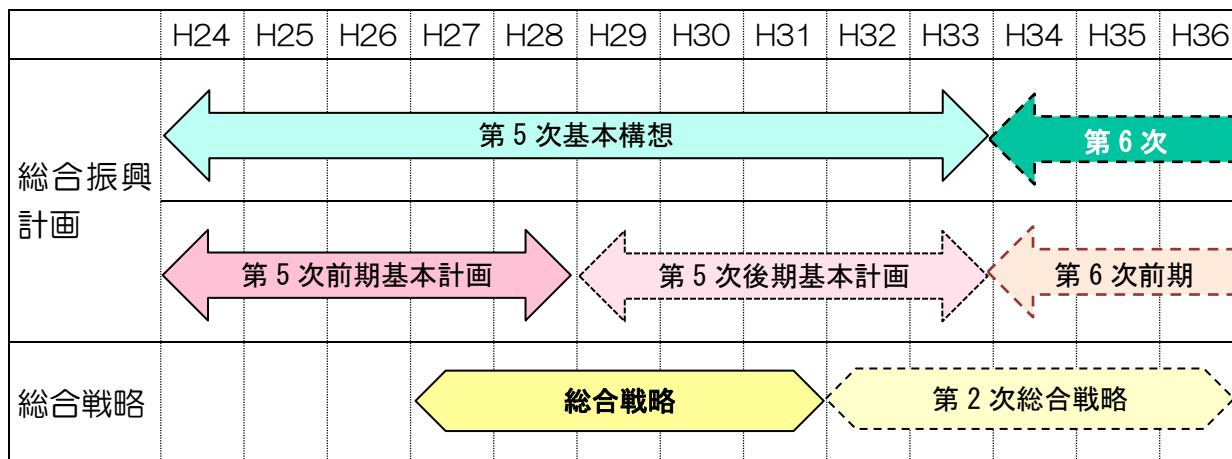 H24 H25 H26 H27 H28 H29 H30 H31 H32 H33 H34 H35 H36
総合振興
計画
第5次基本構想
第6次
第5次前期基本計画
第5次後期基本計画
第6次前期
総合戦略
総合戦略
第2次総合戦略